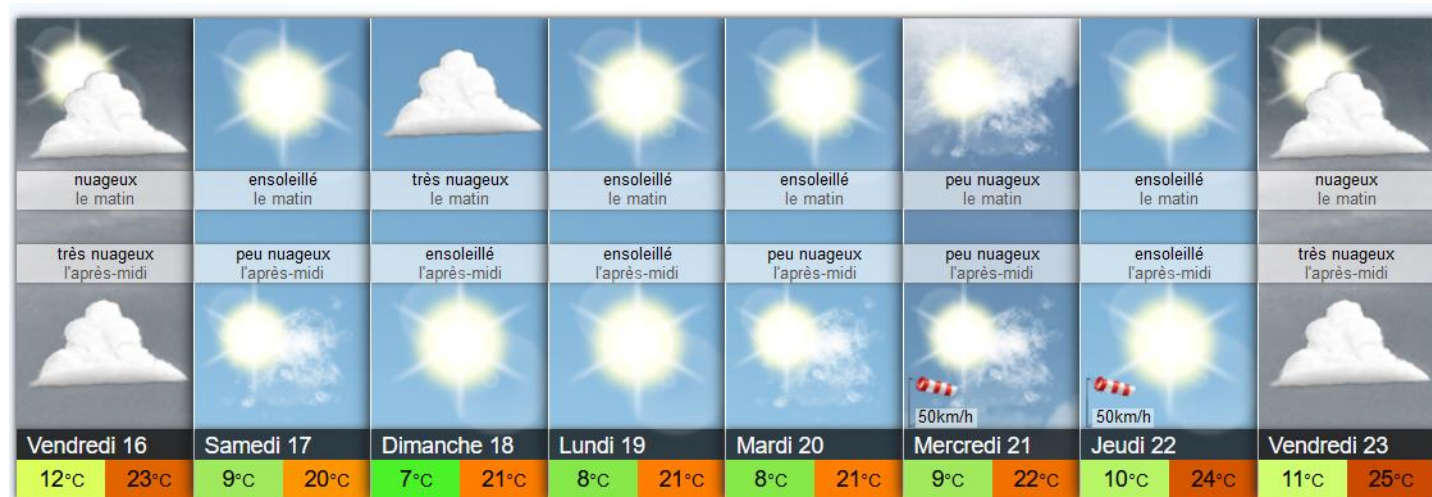 nuageux
le matin
ensoleillé
le matin
très nuageux
le matin
ensoleillé
le matin
ensoleillé
le matin
peu nuageux
le matin
ensoleillé
le matin
nuageux
le matin
très nuageux
l'après-midi
peu nuageux
l'après-midi
ensoleillé
l'après-midi
ensoleillé
l'après-midi
peu nuageux
l'après-midi
peu nuageux
l'après-midi
ensoleillé
l'après-midi
très nuageux
l'après-midi
50km/h
50km/h
Vendredi 16
Samedi 17
Dimanche 18
Lundi 19
Mardi 20
Mercredi 21
Jeudi 22
Vendredi 23
12°C 23°C
9°C 20°C
7°C 21°C
8°C 21°C
8°C 21°C
9°C 22°C
10°C 24°C
11°C 25°C